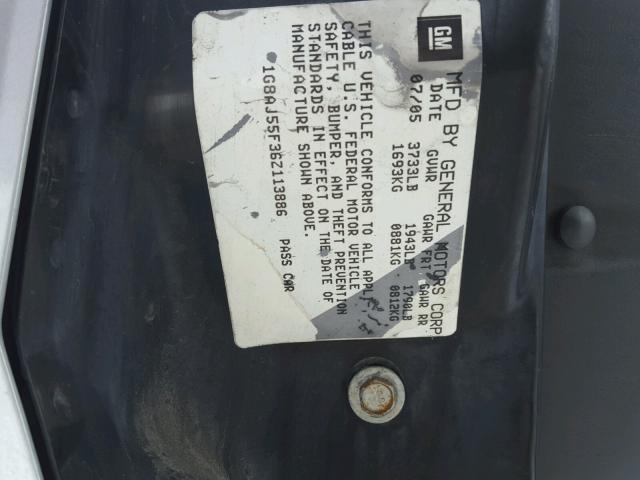 GM
MFD BY GENERAL MOTORS CORP
DATE GVWR GAWR FRT GAWR RR
07/05 3733LB 1943LB 1790LB
1693KG 0881KG 0812KG
THIS VEHICLE CONFORMS TO ALL APPLI
CABLE U.S. FEDERAL MOTOR VEHICLE
SAFETY, BUMPER, AND THEFT PREVENTION
STANDARDS IN EFFECT ON THE DATE OF
MANUFACTURE SHOWN ABOVE.
1G8AJ55F36Z113886 PASS CAR